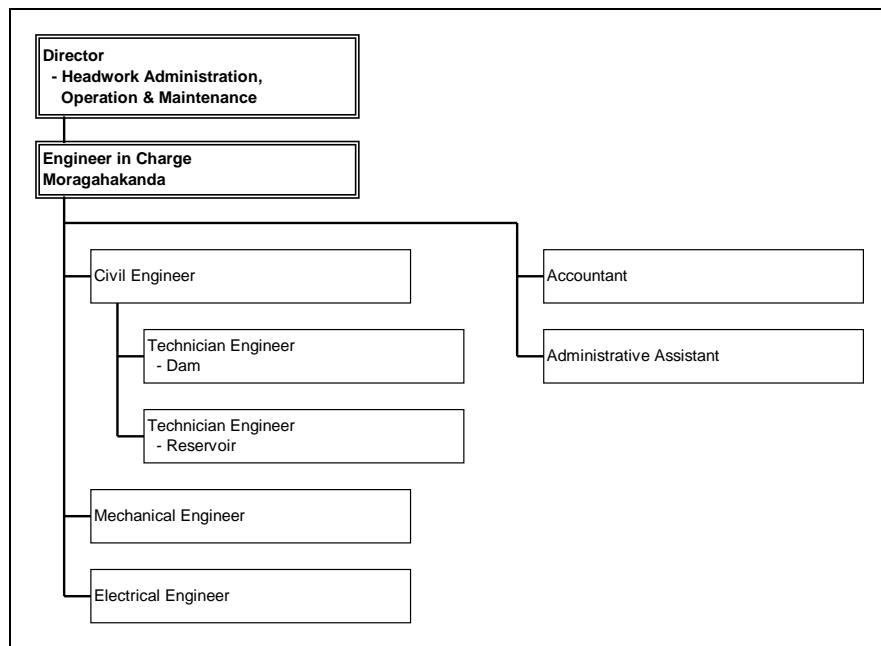 Director
- Headwork Administration,
Operation & Maintenance
Engineer in Charge
Moragahakanda
Civil Engineer
Technician Engineer
- Dam
Technician Engineer
- Reservoir
Mechanical Engineer
Electrical Engineer
Accountant
Administrative Assistant